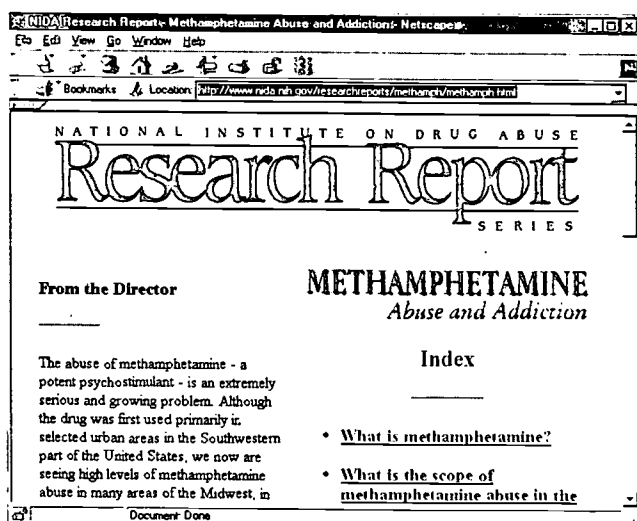 NIDA Research Report - Methamphetamine Abuse and Addiction - Netscape
Edit View Go Window Help
Bookmarks Location: http://www.nida.nih.gov/researchreports/methamph/methamph.html
NATIONAL INSTITUTE ON DRUG ABUSE
Research Report
SERIES
From the Director
The abuse of methamphetamine - a
potent psychostimulant - is an extremely
serious and growing problem. Although
the drug was first used primarily in
selected urban areas in the Southwestern
part of the United States, we now are
seeing high levels of methamphetamine
abuse in many areas of the Midwest, in
METHAMPHETAMINE
Abuse and Addiction
Index
• What is methamphetamine?
• What is the scope of
methamphetamine abuse in the
Document: Done